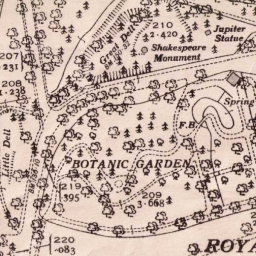 210
2·420
Jupiter
Statue
Shakespeare
Monument
207
·231
208
1·238
Spring
F.B.
Little Dell
BOTANIC GARDEN
219
·395
209
3·668
220
·083
ROYA